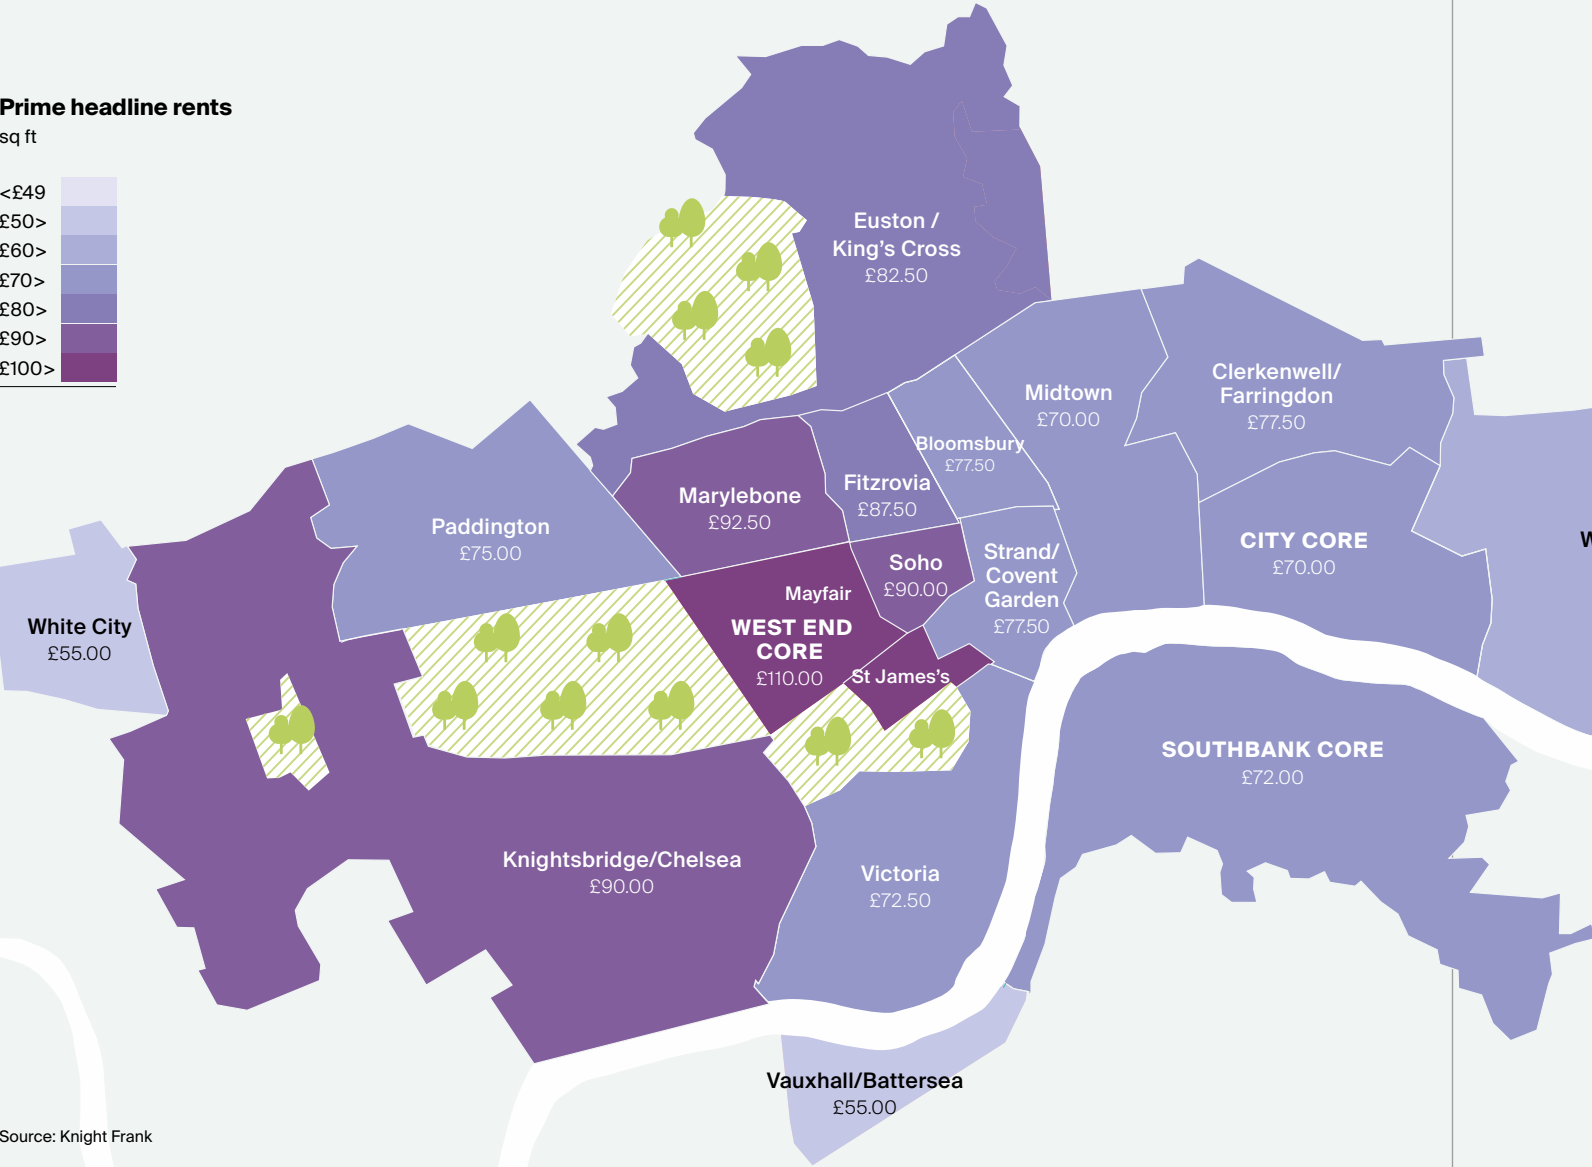 Prime headline rents
sq ft
<£49
£50>
£60>
£70>
£80>
£90>
£100>
Euston /
King's Cross
£82.50
Midtown
£70.00
Clerkenwell/
Farringdon
£77.50
Bloomsbury
£77.50
Fitzrovia
£87.50
Marylebone
£92.50
Paddington
£75.00
CITY CORE
£70.00
Strand/
Covent
Garden
£77.50
Soho
£90.00
Mayfair
WEST END
CORE
£110.00
St James's
White City
£55.00
SOUTHBANK CORE
£72.00
Knightsbridge/Chelsea
£90.00
Victoria
£72.50
Vauxhall/Battersea
£55.00
Source: Knight Frank